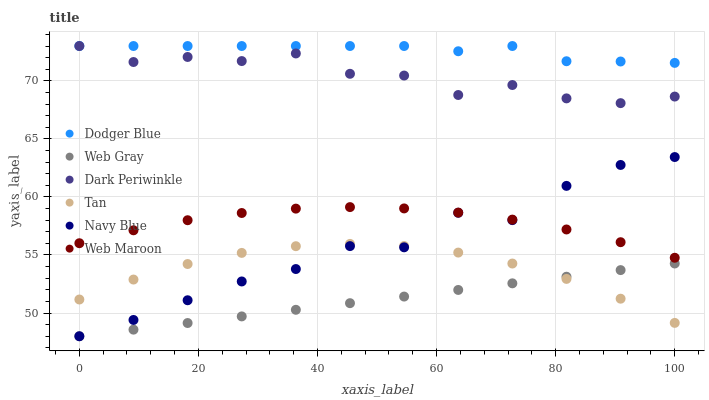 title
yaxis_label
70
65
60
55
50
Dodger Blue
Web Gray
Dark Periwinkle
Tan
Navy Blue
Web Maroon
0 20 40 60 80 100
xaxis_label